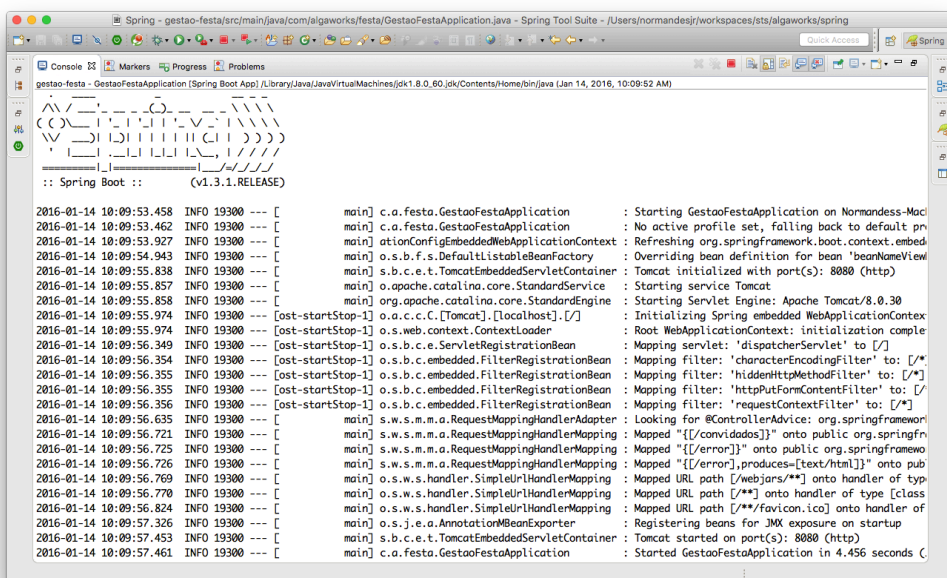 Spring - gestao-festa/src/main/java/com/algaworks/festa/GestaoFestaApplication.java - Spring Tool Suite - /Users/normandesjr/workspaces/sts/algaworks/spring
Quick Access
Spring
Console
Markers
Progress
Problems
gestao-festa - GestaoFestaApplication [Spring Boot App] /Library/Java/JavaVirtualMachines/jdk1.8.0_60.jdk/Contents/Home/bin/java (Jan 14, 2016, 10:09:52 AM)
:: Spring Boot ::        (v1.3.1.RELEASE)
2016-01-14 10:09:53.458  INFO 19300 --- [           main] c.a.festa.GestaoFestaApplication         : Starting GestaoFestaApplication on Normandess-Mac
2016-01-14 10:09:53.462  INFO 19300 --- [           main] c.a.festa.GestaoFestaApplication         : No active profile set, falling back to default pr
2016-01-14 10:09:53.927  INFO 19300 --- [           main] ationConfigEmbeddedWebApplicationContext : Refreshing org.springframework.boot.context.embed
2016-01-14 10:09:54.943  INFO 19300 --- [           main] o.s.b.f.s.DefaultListableBeanFactory     : Overriding bean definition for bean 'beanNameView
2016-01-14 10:09:55.838  INFO 19300 --- [           main] s.b.c.e.t.TomcatEmbeddedServletContainer : Tomcat initialized with port(s): 8080 (http)
2016-01-14 10:09:55.857  INFO 19300 --- [           main] o.apache.catalina.core.StandardService   : Starting service Tomcat
2016-01-14 10:09:55.858  INFO 19300 --- [           main] org.apache.catalina.core.StandardEngine  : Starting Servlet Engine: Apache Tomcat/8.0.30
2016-01-14 10:09:55.974  INFO 19300 --- [ost-startStop-1] o.a.c.c.C.[Tomcat].[localhost].[/]       : Initializing Spring embedded WebApplicationContex
2016-01-14 10:09:55.974  INFO 19300 --- [ost-startStop-1] o.s.web.context.ContextLoader            : Root WebApplicationContext: initialization comple
2016-01-14 10:09:56.349  INFO 19300 --- [ost-startStop-1] o.s.b.c.e.ServletRegistrationBean        : Mapping servlet: 'dispatcherServlet' to [/]
2016-01-14 10:09:56.354  INFO 19300 --- [ost-startStop-1] o.s.b.c.embedded.FilterRegistrationBean  : Mapping filter: 'characterEncodingFilter' to: [/*]
2016-01-14 10:09:56.355  INFO 19300 --- [ost-startStop-1] o.s.b.c.embedded.FilterRegistrationBean  : Mapping filter: 'hiddenHttpMethodFilter' to: [/*]
2016-01-14 10:09:56.355  INFO 19300 --- [ost-startStop-1] o.s.b.c.embedded.FilterRegistrationBean  : Mapping filter: 'httpPutFormContentFilter' to: [/
2016-01-14 10:09:56.356  INFO 19300 --- [ost-startStop-1] o.s.b.c.embedded.FilterRegistrationBean  : Mapping filter: 'requestContextFilter' to: [/*]
2016-01-14 10:09:56.635  INFO 19300 --- [           main] s.w.s.m.m.a.RequestMappingHandlerAdapter : Looking for @ControllerAdvice: org.springframewor
2016-01-14 10:09:56.721  INFO 19300 --- [           main] s.w.s.m.m.a.RequestMappingHandlerMapping : Mapped "{[/convidados]}" onto public org.springfr
2016-01-14 10:09:56.725  INFO 19300 --- [           main] s.w.s.m.m.a.RequestMappingHandlerMapping : Mapped "{[/error]}" onto public org.springframewo
2016-01-14 10:09:56.726  INFO 19300 --- [           main] s.w.s.m.m.a.RequestMappingHandlerMapping : Mapped "{[/error],produces=[text/html]}" onto pub
2016-01-14 10:09:56.769  INFO 19300 --- [           main] o.s.w.s.handler.SimpleUrlHandlerMapping  : Mapped URL path [/webjars/**] onto handler of typ
2016-01-14 10:09:56.770  INFO 19300 --- [           main] o.s.w.s.handler.SimpleUrlHandlerMapping  : Mapped URL path [/**] onto handler of type [class
2016-01-14 10:09:56.824  INFO 19300 --- [           main] o.s.w.s.handler.SimpleUrlHandlerMapping  : Mapped URL path [/**/favicon.ico] onto handler of
2016-01-14 10:09:57.326  INFO 19300 --- [           main] o.s.j.e.a.AnnotationMBeanExporter        : Registering beans for JMX exposure on startup
2016-01-14 10:09:57.453  INFO 19300 --- [           main] s.b.c.e.t.TomcatEmbeddedServletContainer : Tomcat started on port(s): 8080 (http)
2016-01-14 10:09:57.461  INFO 19300 --- [           main] c.a.festa.GestaoFestaApplication         : Started GestaoFestaApplication in 4.456 seconds (